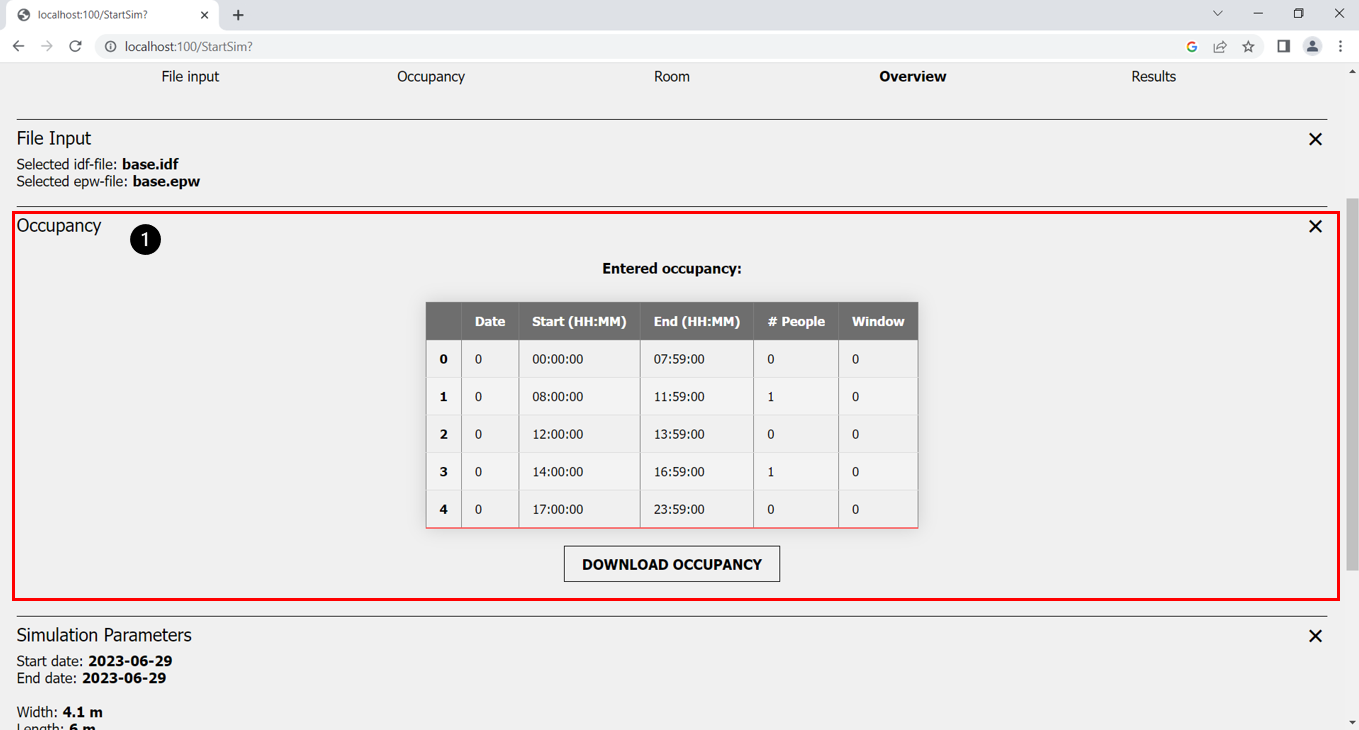 localhost:100/StartSim?
localhost:100/StartSim?
File input Occupancy Room Overview Results
File Input
Selected idf-file: base.idf
Selected epw-file: base.epw
Occupancy
1
Entered occupancy:
Date Start (HH:MM) End (HH:MM) # People Window
0 0 00:00:00 07:59:00 0 0
1 0 08:00:00 11:59:00 1 0
2 0 12:00:00 13:59:00 0 0
3 0 14:00:00 16:59:00 1 0
4 0 17:00:00 23:59:00 0 0
DOWNLOAD OCCUPANCY
Simulation Parameters
Start date: 2023-06-29
End date: 2023-06-29
Width: 4.1 m
Length: 6 m